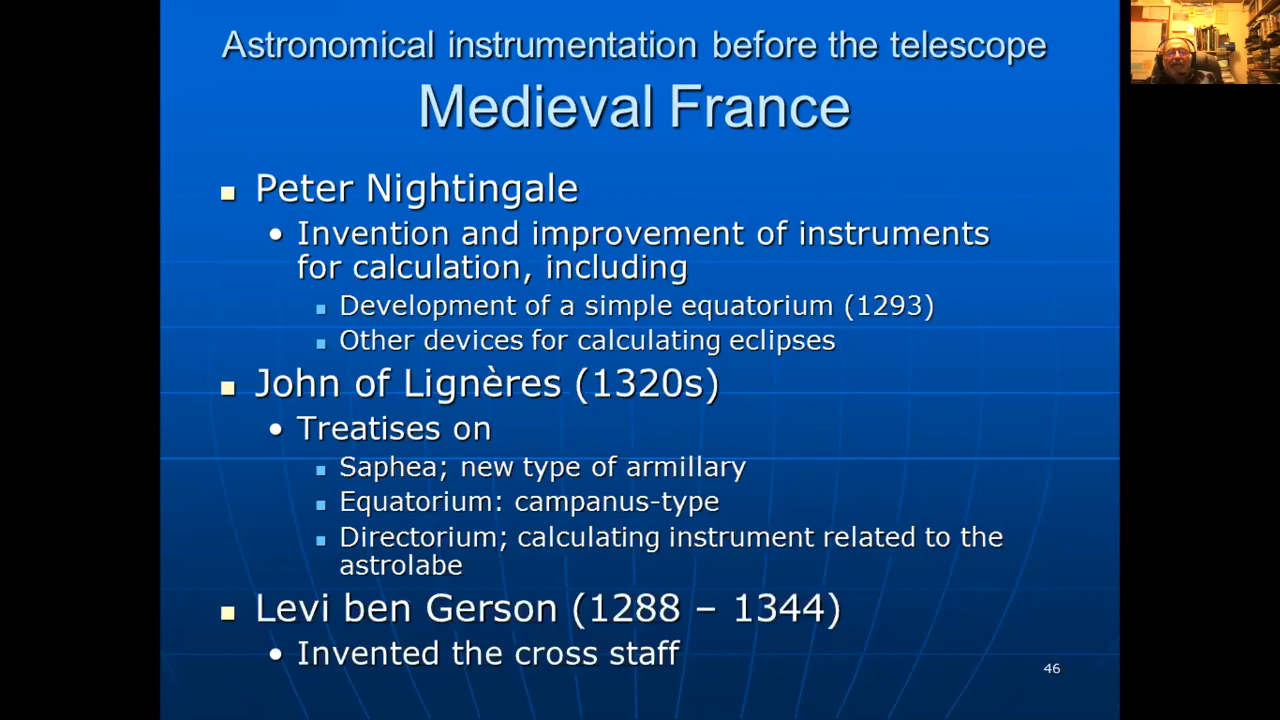 Astronomical instrumentation before the telescope
Medieval France
Peter Nightingale
• Invention and improvement of instruments
for calculation, including
Development of a simple equatorium (1293)
Other devices for calculating eclipses
John of Lignères (1320s)
• Treatises on
Saphea; new type of armillary
Equatorium: campanus-type
Directorium; calculating instrument related to the
astrolabe
Levi ben Gerson (1288 – 1344)
• Invented the cross staff
46